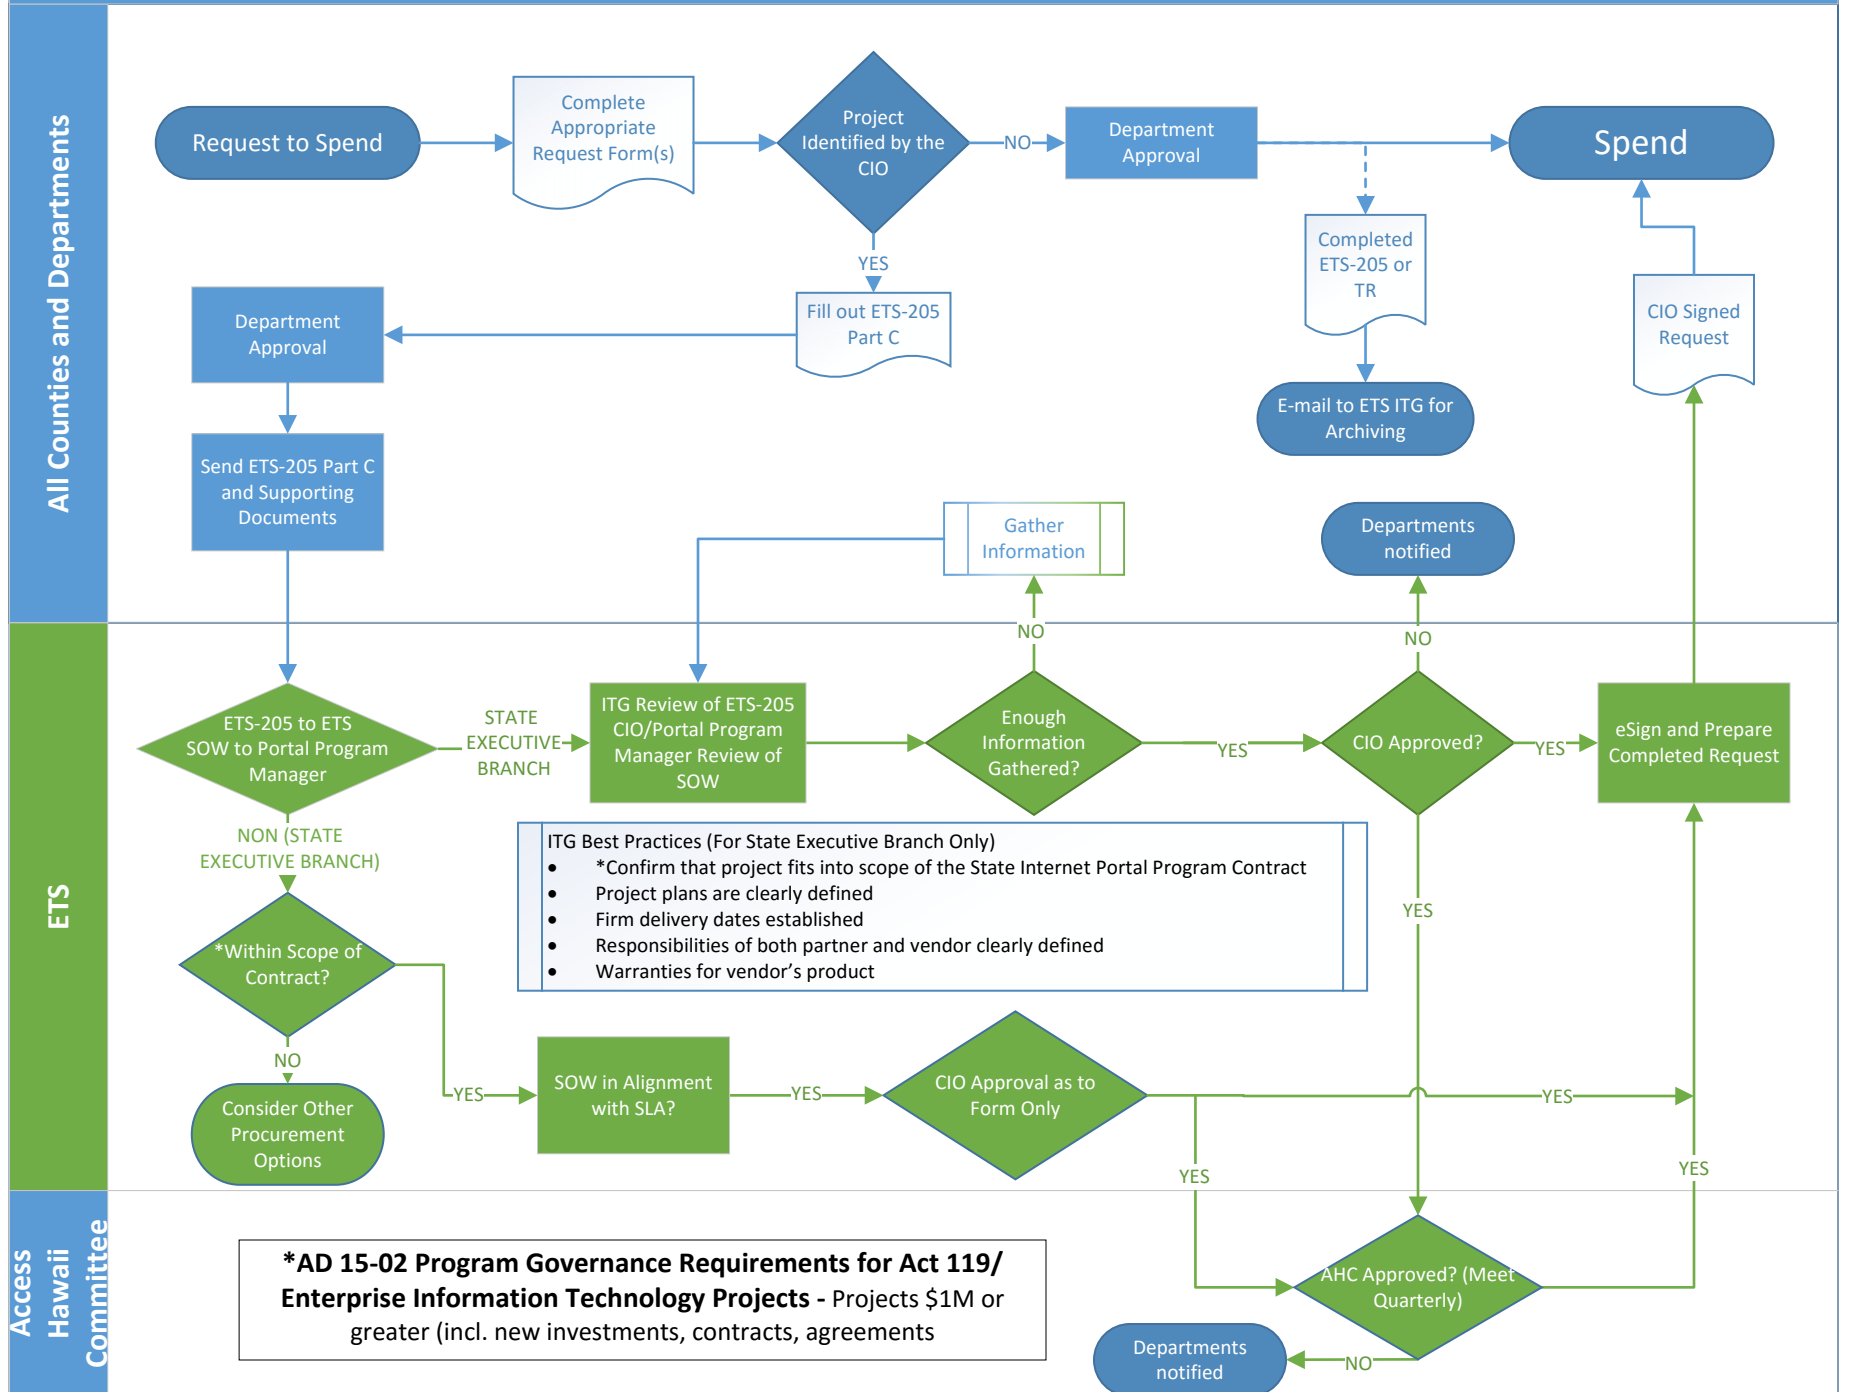 All Counties and Departments
Request to Spend
Complete
Appropriate
Request Form(s)
Project
Identified by the
CIO
NO
Department
Approval
Spend
YES
Completed
ETS-205 or
TR
CIO Signed
Request
Fill out ETS-205
Part C
Department
Approval
E-mail to ETS ITG for
Archiving
Send ETS-205 Part C
and Supporting
Documents
Gather
Information
Departments
notified
ETS
NO
NO
ETS-205 to ETS
SOW to Portal Program
Manager
STATE
EXECUTIVE
BRANCH
ITG Review of ETS-205
CIO/Portal Program
Manager Review of
SOW
Enough
Information
Gathered?
YES
CIO Approved?
YES
eSign and Prepare
Completed Request
NON (STATE
EXECUTIVE BRANCH)
ITG Best Practices (For State Executive Branch Only)
• *Confirm that project fits into scope of the State Internet Portal Program Contract
• Project plans are clearly defined
• Firm delivery dates established
• Responsibilities of both partner and vendor clearly defined
• Warranties for vendor's product
YES
*Within Scope of
Contract?
NO
YES
SOW in Alignment
with SLA?
YES
CIO Approval as to
Form Only
YES
Consider Other
Procurement
Options
YES
YES
Access
Hawaii
Committee
*AD 15-02 Program Governance Requirements for Act 119/
Enterprise Information Technology Projects - Projects $1M or
greater (incl. new investments, contracts, agreements
AHC Approved? (Meet
Quarterly)
NO
Departments
notified